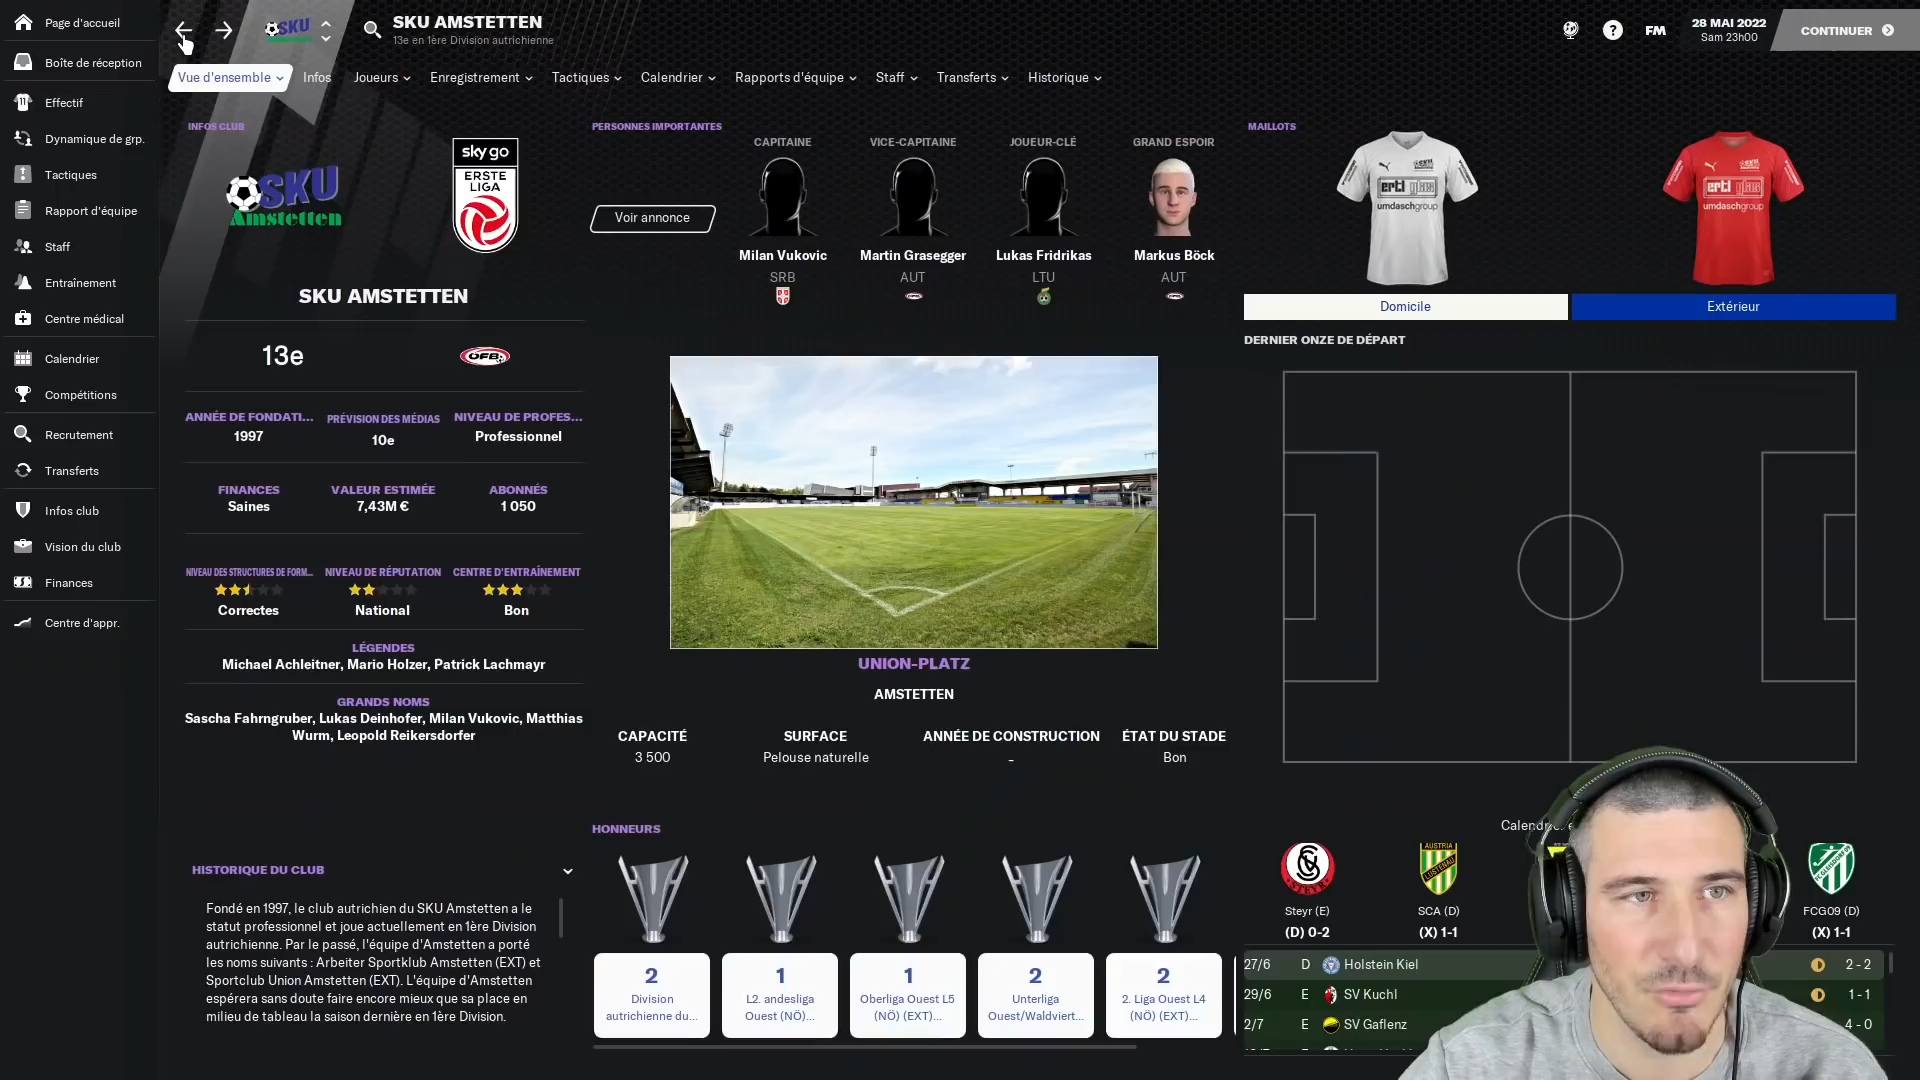 Page d'accueil
Boîte de réception
Effectif
Dynamique de grp.
Tactiques
Rapport d'équipe
Staff
Entraînement
Centre médical
Calendrier
Compétitions
Recrutement
Transferts
Infos club
Vision du club
Finances
Centre d'appr.
SKU
SKU AMSTETTEN
13e en 1ère Division autrichienne
FM
28 MAI 2022
Sam 23h00
CONTINUER
Vue d'ensemble
Infos
Joueurs
Enregistrement
Tactiques
Calendrier
Rapports d'équipe
Staff
Transferts
Historique
INFOS CLUB
SKU
Amstetten
sky go
ERSTE
LIGA
SKU AMSTETTEN
13e
ÖFB
ANNÉE DE FONDATI...
1997
PRÉVISION DES MÉDIAS
10e
NIVEAU DE PROFES...
Professionnel
FINANCES
Saines
VALEUR ESTIMÉE
7,43M €
ABONNÉS
1 050
NIVEAU DES STRUCTURES DE FORM...
Correctes
NIVEAU DE RÉPUTATION
National
CENTRE D'ENTRAÎNEMENT
Bon
LÉGENDES
Michael Achleitner, Mario Holzer, Patrick Lachmayr
GRANDS NOMS
Sascha Fahrngruber, Lukas Deinhofer, Milan Vukovic, Matthias
Wurm, Leopold Reikersdorfer
HISTORIQUE DU CLUB
Fondé en 1997, le club autrichien du SKU Amstetten a le
statut professionnel et joue actuellement en 1ère Division
autrichienne. Par le passé, l'équipe d'Amstetten a porté
les noms suivants : Arbeiter Sportklub Amstetten (EXT) et
Sportclub Union Amstetten (EXT). L'équipe d'Amstetten
espérera sans doute faire encore mieux que sa place en
milieu de tableau la saison dernière en 1ère Division.
PERSONNES IMPORTANTES
Voir annonce
CAPITAINE
Milan Vukovic
SRB
VICE-CAPITAINE
Martin Grasegger
AUT
JOUEUR-CLÉ
Lukas Fridrikas
LTU
GRAND ESPOIR
Markus Böck
AUT
UNION-PLATZ
AMSTETTEN
CAPACITÉ
3 500
SURFACE
Pelouse naturelle
ANNÉE DE CONSTRUCTION
-
ÉTAT DU STADE
Bon
HONNEURS
2
Division
autrichienne du...
1
L2. andesliga
Ouest (NÖ)...
1
Oberliga Ouest L5
(NÖ) (EXT)...
2
Unterliga
Ouest/Waldviert...
2
2. Liga Ouest L4
(NÖ) (EXT)...
MAILLOTS
ertl glas
umdaschgroup
ertl glas
umdaschgroup
Domicile
Extérieur
DERNIER ONZE DE DÉPART
STEYR
Steyr (E)
(D) 0-2
AUSTRIA
LUSTENAU
SCA (D)
(X) 1-1
FCG09 (D)
(X) 1-1
27/6 D Holstein Kiel 2 - 2
29/6 E SV Kuchl 1 - 1
2/7 E SV Gaflenz 4 - 0